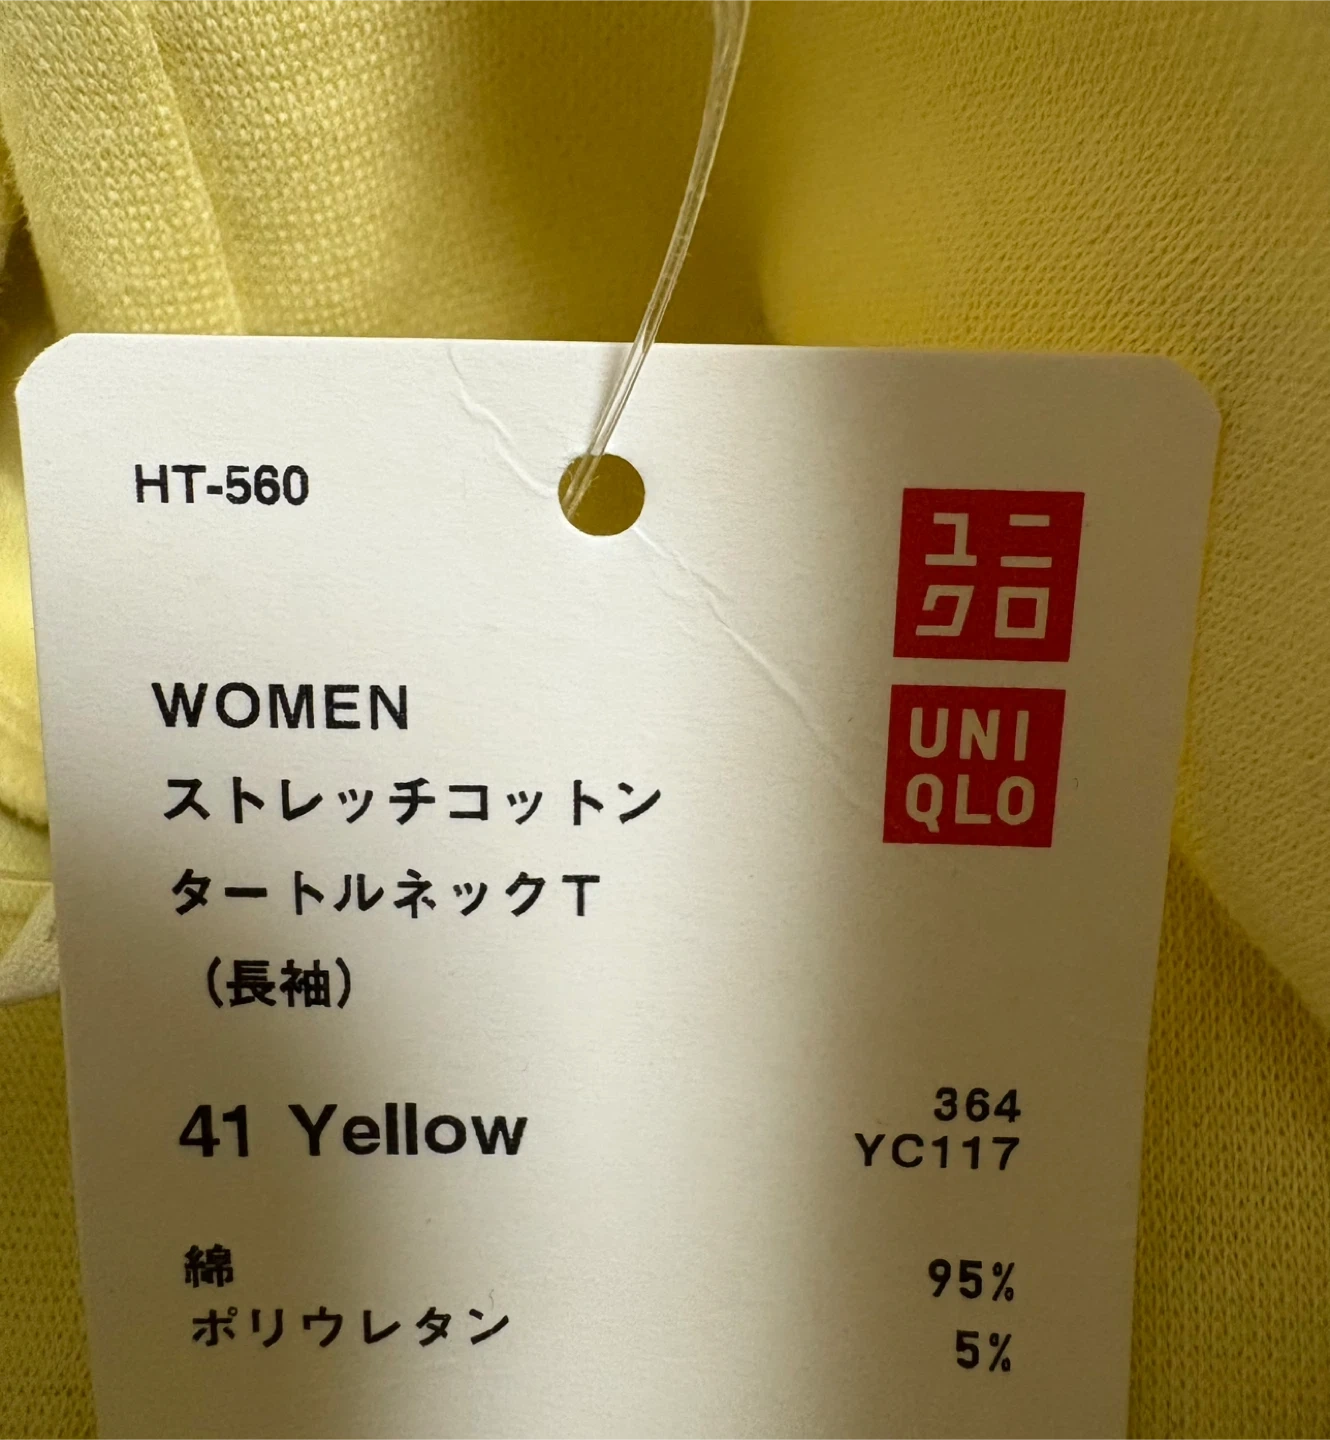 HT-560
ユニ
クロ
UNI
QLO
WOMEN
ストレッチコットン
タートルネックT
（長袖）
41 Yellow
364
YC117
綿 95%
ポリウレタン 5%